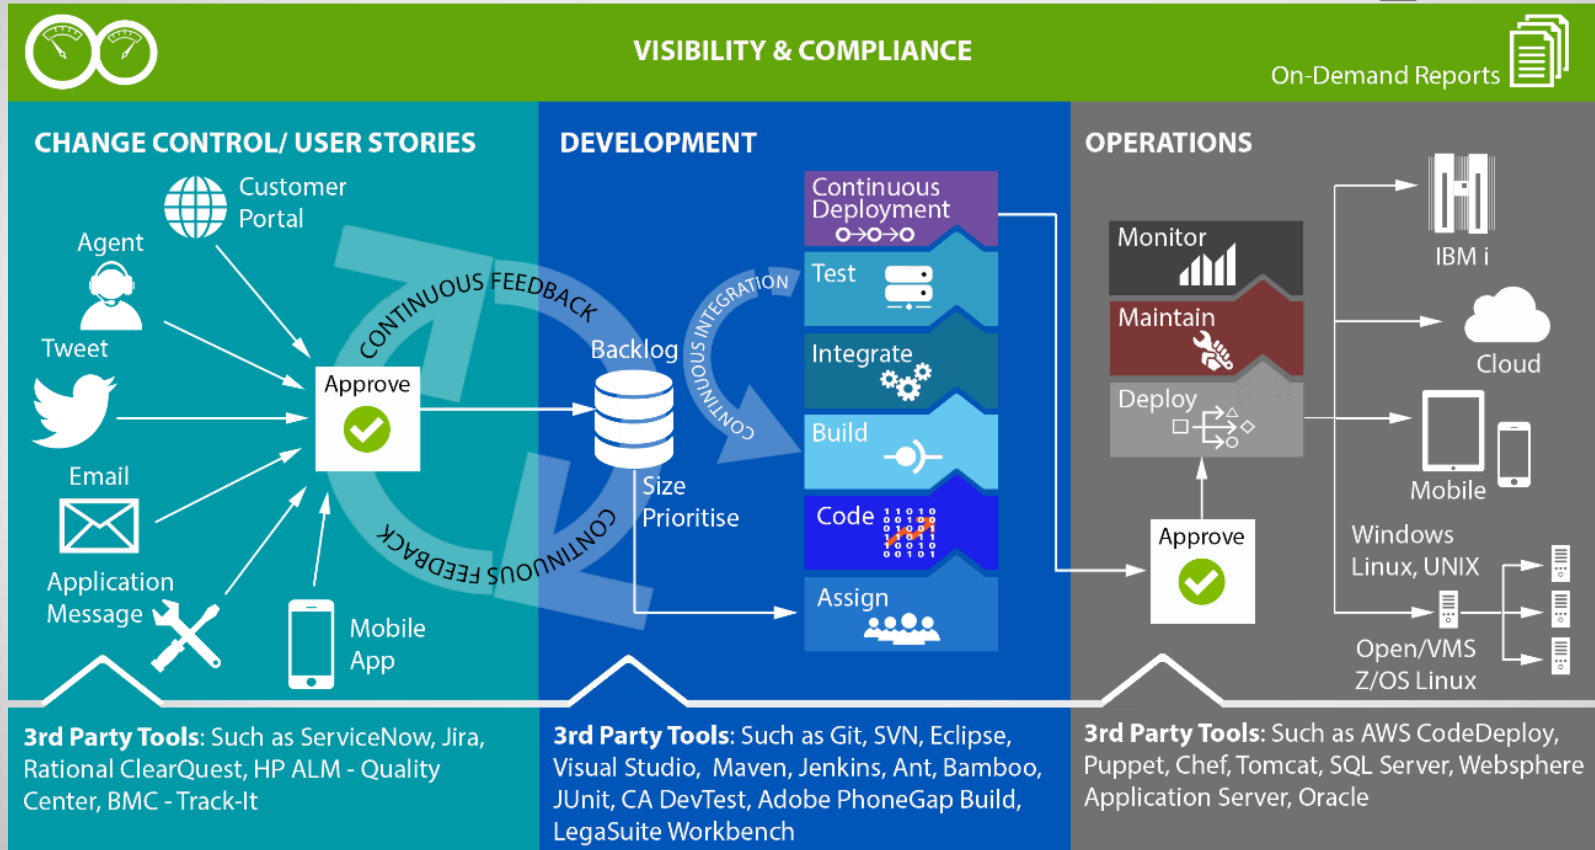 VISIBILITY & COMPLIANCE
On-Demand Reports
CHANGE CONTROL/ USER STORIES
Customer
Portal
Agent
Tweet
Email
Application
Message
Mobile
App
Approve
CONTINUOUS FEEDBACK
CONTINUOUS FEEDBACK
3rd Party Tools: Such as ServiceNow, Jira,
Rational ClearQuest, HP ALM - Quality
Center, BMC - Track-It
DEVELOPMENT
Backlog
Size
Prioritise
CONTINUOUS INTEGRATION
Continuous
Deployment
Test
Integrate
Build
Code
11010
00100
01101
00101
00101
Assign
3rd Party Tools: Such as Git, SVN, Eclipse,
Visual Studio, Maven, Jenkins, Ant, Bamboo,
JUnit, CA DevTest, Adobe PhoneGap Build,
LegaSuite Workbench
OPERATIONS
Monitor
Maintain
Deploy
Approve
IBM i
Cloud
Mobile
Windows
Linux, UNIX
Open/VMS
Z/OS Linux
3rd Party Tools: Such as AWS CodeDeploy,
Puppet, Chef, Tomcat, SQL Server, Websphere
Application Server, Oracle